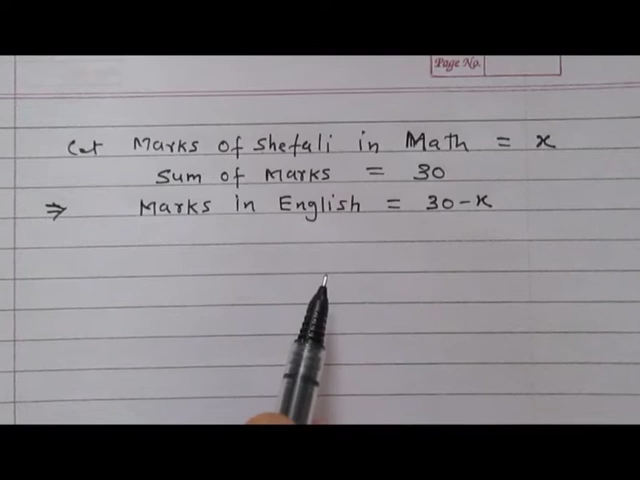 Page No.
Let Marks of Shefali in Math = x
Sum of Marks = 30
⇒ Marks in English = 30-x